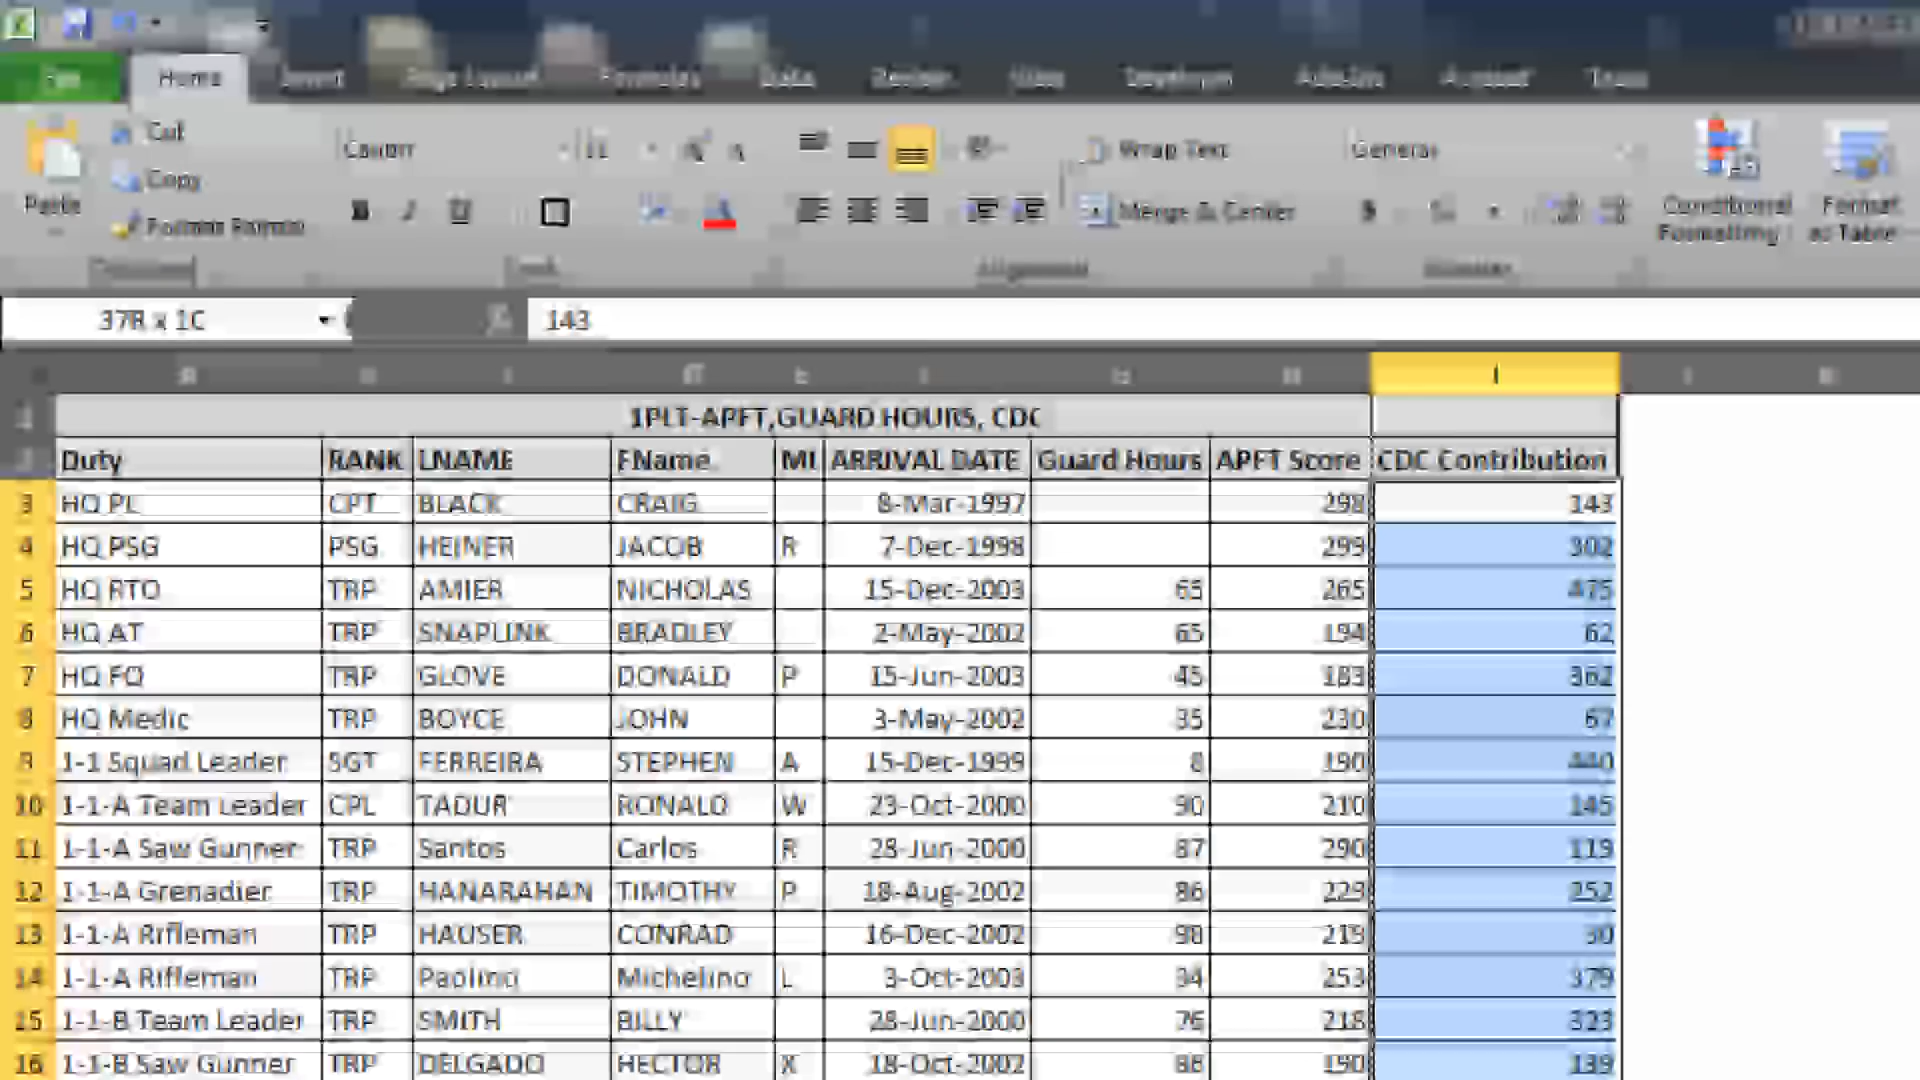 Home
Cut
Calibri 11 Wrap Text General
Copy
Paste
Format Painter
B I U Merge & Center $ % Conditional Format
Formatting as Table
Alignment
37R x 1C 143
1PLT-APFT,GUARD HOURS, CDC
Duty RANK LNAME FName MI ARRIVAL DATE Guard Hours APFT Score CDC Contribution
3 HQ PL CPT BLACK CRAIG 8-Mar-1997 298 143
4 HQ PSG PSG HEINER JACOB R 7-Dec-1998 299 302
5 HQ RTO TRP AMIER NICHOLAS 15-Dec-2003 65 265 475
6 HQ AT TRP SNAPLINK BRADLEY 2-May-2002 65 194 62
7 HQ FO TRP GLOVE DONALD P 15-Jun-2003 45 183 362
8 HQ Medic TRP BOYCE JOHN 3-May-2002 35 230 67
9 1-1 Squad Leader SGT FERREIRA STEPHEN A 15-Dec-1999 8 190 440
10 1-1-A Team Leader CPL TADUR RONALD W 23-Oct-2000 90 210 145
11 1-1-A Saw Gunner TRP Santos Carlos R 28-Jun-2000 87 290 119
12 1-1-A Grenadier TRP HANARAHAN TIMOTHY P 18-Aug-2002 86 229 252
13 1-1-A Rifleman TRP HAUSER CONRAD 16-Dec-2002 98 219 30
14 1-1-A Rifleman TRP Paolino Michelino L 3-Oct-2003 34 253 379
15 1-1-B Team Leader TRP SMITH BILLY 28-Jun-2000 76 218 323
16 1-1-B Saw Gunner TRP DELGADO HECTOR X 18-Oct-2002 88 190 139